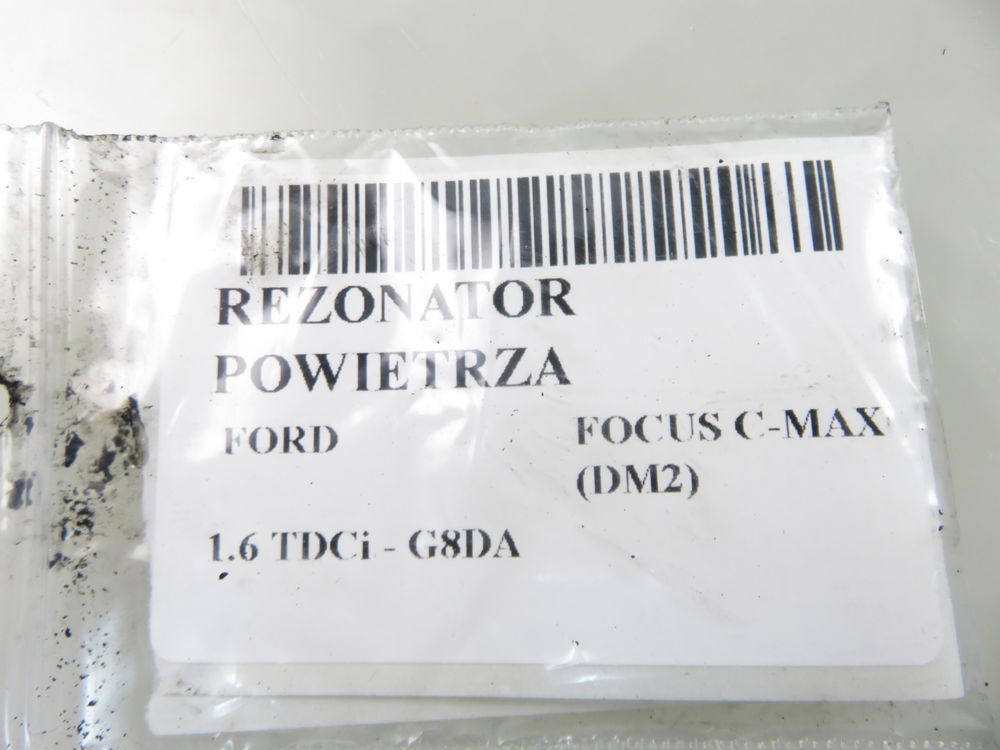 REZONATOR
POWIETRZA
FORD FOCUS C-MAX
(DM2)
1.6 TDCi - G8DA